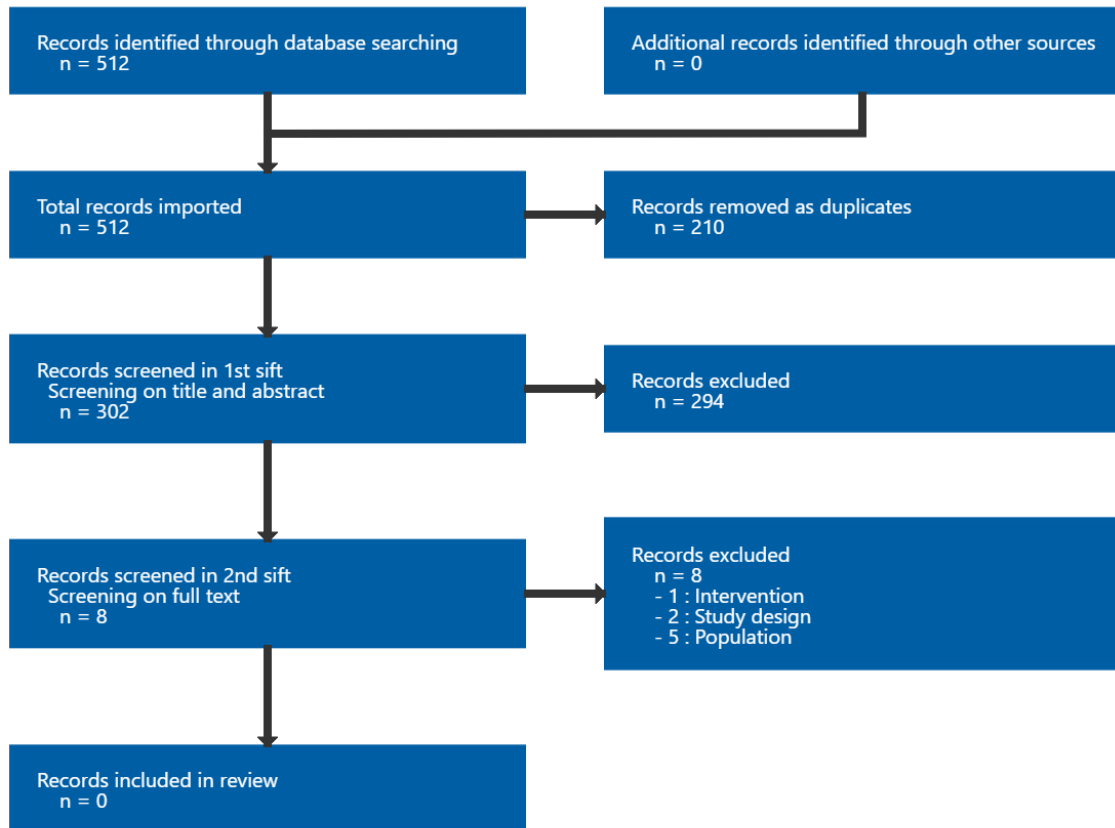 Records identified through database searching
n = 512
Additional records identified through other sources
n = 0
Total records imported
n = 512
Records removed as duplicates
n = 210
Records screened in 1st sift
Screening on title and abstract
n = 302
Records excluded
n = 294
Records screened in 2nd sift
Screening on full text
n = 8
Records excluded
n = 8
- 1 : Intervention
- 2 : Study design
- 5 : Population
Records included in review
n = 0